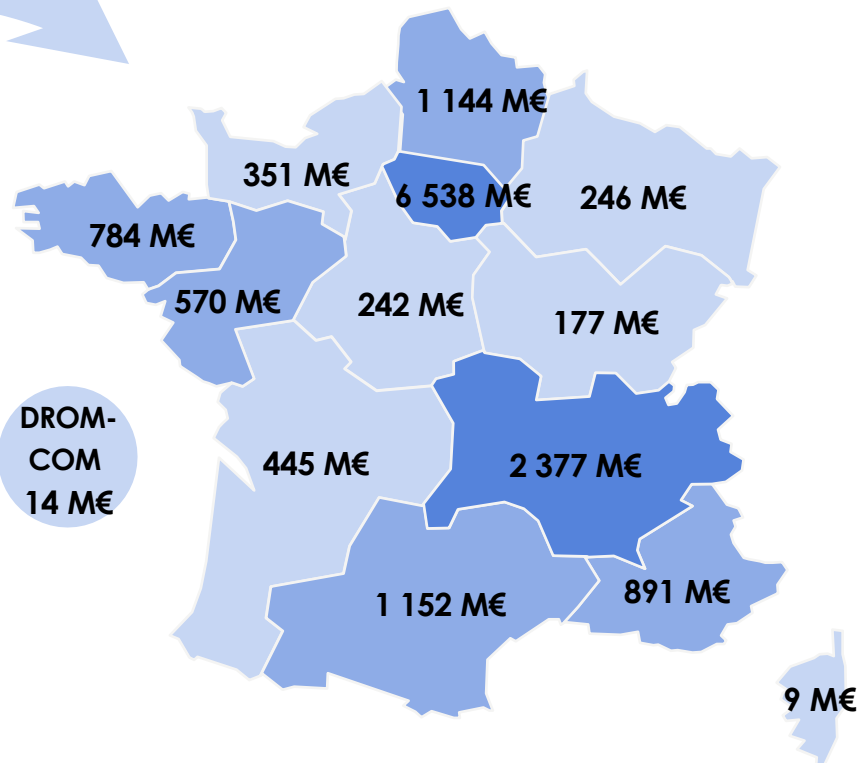 1 144 M€
351 M€
6 538 M€
246 M€
784 M€
570 M€
242 M€
177 M€
DROM-
COM
14 M€
445 M€
2 377 M€
1 152 M€
891 M€
9 M€